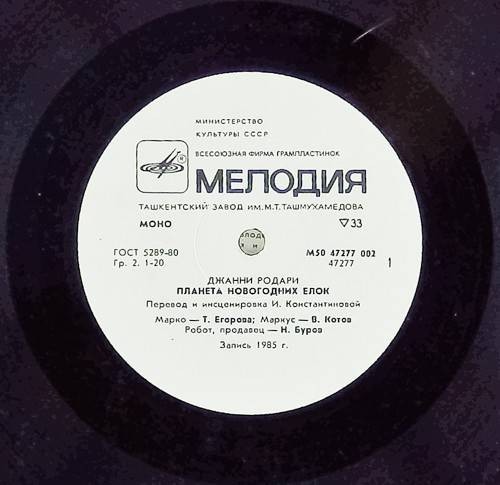 МИНИСТЕРСТВО
КУЛЬТУРЫ СССР
ВСЕСОЮЗНАЯ ФИРМА ГРАМПЛАСТИНОК
МЕЛОДИЯ
ТАШКЕНТСКИЙ ЗАВОД ИМ. М.Т. ТАШМУХАМЕДОВА
МОНО ▽33
ГОСТ 5289-80 М50 47277 002
Гр. 2. 1-20 47277 1
ДЖАННИ РОДАРИ
ПЛАНЕТА НОВОГОДНИХ ЕЛОК
Перевод и инсценировка И. Константиновой
Марко — Т. Егорова; Маркус — В. Котов
Робот, продавец — Н. Буров
Запись 1985 г.